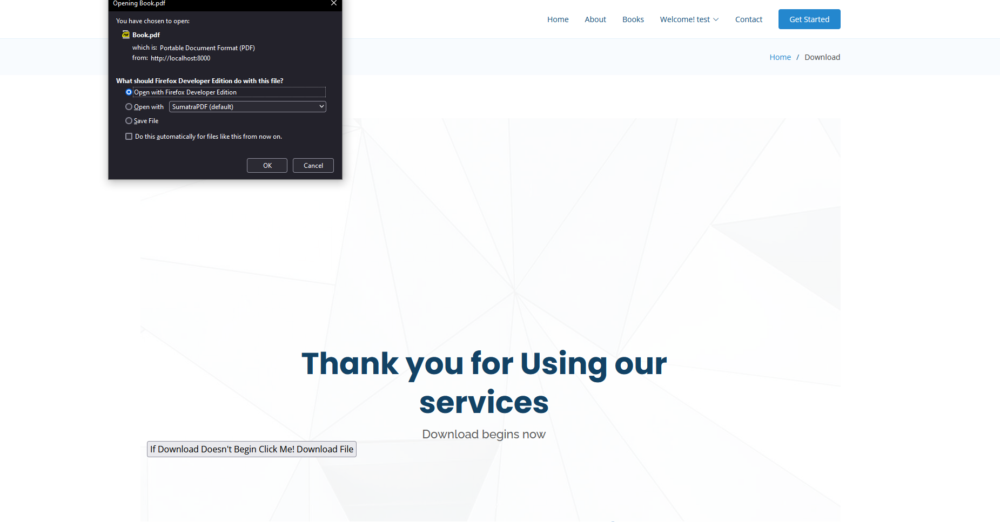 Opening Book.pdf
You have chosen to open:
PDF Book.pdf
which is: Portable Document Format (PDF)
from: http://localhost:8000
What should Firefox Developer Edition do with this file?
Open with Firefox Developer Edition
Open with SumatraPDF (default)
Save File
Do this automatically for files like this from now on.
OK Cancel
Home About Books Welcome! test Contact Get Started
Home / Download
Thank you for Using our
services
Download begins now
If Download Doesn't Begin Click Me! Download File